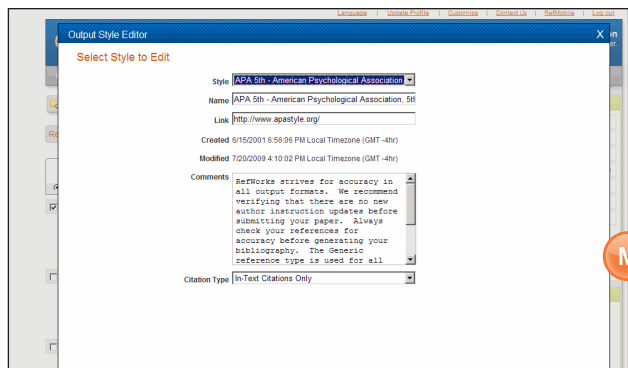 Language | Update Profile | Customize | Contact Us | RefMobile | Log out
Output Style Editor X
Select Style to Edit
Style APA 5th - American Psychological Association
Name APA 5th - American Psychological Association, 5th
Link http://www.apastyle.org/
Created 6/15/2001 6:56:06 PM Local Timezone (GMT -4hr)
Modified 7/20/2009 4:10:02 PM Local Timezone (GMT -4hr)
Comments RefWorks strives for accuracy in
all output formats. We recommend
verifying that there are no new
author instruction updates before
submitting your paper. Always
check your references for
accuracy before generating your
bibliography. The Generic
reference type is used for all
Citation Type In-Text Citations Only